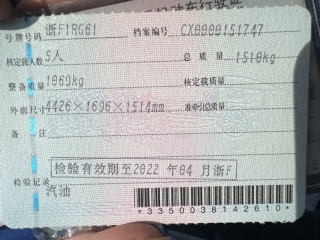 号牌号码 浙F1RG61 档案编号 CX0000151747
核定载人数 5人 总质量 1510kg
整备质量 1069kg 核定载质量
外廓尺寸 4426×1696×1514mm 准牵引总质量
备注
检验有效期至2022年04月浙F
检验记录
汽油
*3350038142610*